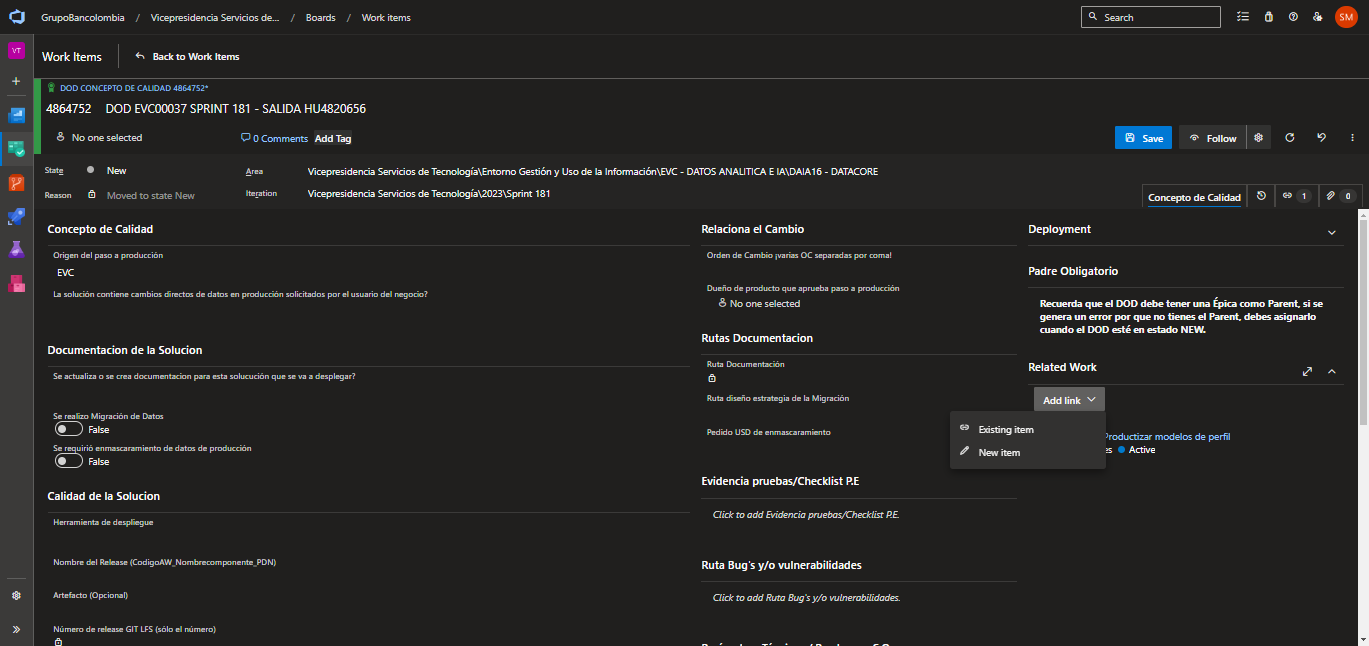 GrupoBancolombia / Vicepresidencia Servicios de... / Boards / Work items
Search
SM
VT
Work Items
Back to Work Items
DOD CONCEPTO DE CALIDAD 4864752*
4864752 DOD EVC00037 SPRINT 181 - SALIDA HU4820656
No one selected
0 Comments
Add Tag
Save
Follow
State New
Area Vicepresidencia Servicios de Tecnología\Entorno Gestión y Uso de la Información\EVC - DATOS ANALITICA E IA\DAIA16 - DATACORE
Reason Moved to state New
Iteration Vicepresidencia Servicios de Tecnología\2023\Sprint 181
Concepto de Calidad
1
0
Concepto de Calidad
Origen del paso a producción
EVC
La solución contiene cambios directos de datos en producción solicitados por el usuario del negocio?
Documentacion de la Solucion
Se actualiza o se crea documentacion para esta solucución que se va a desplegar?
Se realizo Migración de Datos
False
Se requirió enmascaramiento de datos de producción
False
Calidad de la Solucion
Herramienta de despliegue
Nombre del Release (CodigoAW_Nombrecomponente_PDN)
Artefacto (Opcional)
Número de release GIT LFS (sólo el número)
Relaciona el Cambio
Orden de Cambio ¡varias OC separadas por coma!
Dueño de producto que aprueba paso a producción
No one selected
Rutas Documentacion
Ruta Documentación
Ruta diseño estrategia de la Migración
Pedido USD de enmascaramiento
Evidencia pruebas/Checklist P.E
Click to add Evidencia pruebas/Checklist P.E.
Ruta Bug's y/o vulnerabilidades
Click to add Ruta Bug's y/o vulnerabilidades.
Deployment
Padre Obligatorio
Recuerda que el DOD debe tener una Épica como Parent, si se
genera un error por que no tienes el Parent, debes asignarlo
cuando el DOD esté en estado NEW.
Related Work
Add link
Existing item
New item
Productizar modelos de perfil
es Active